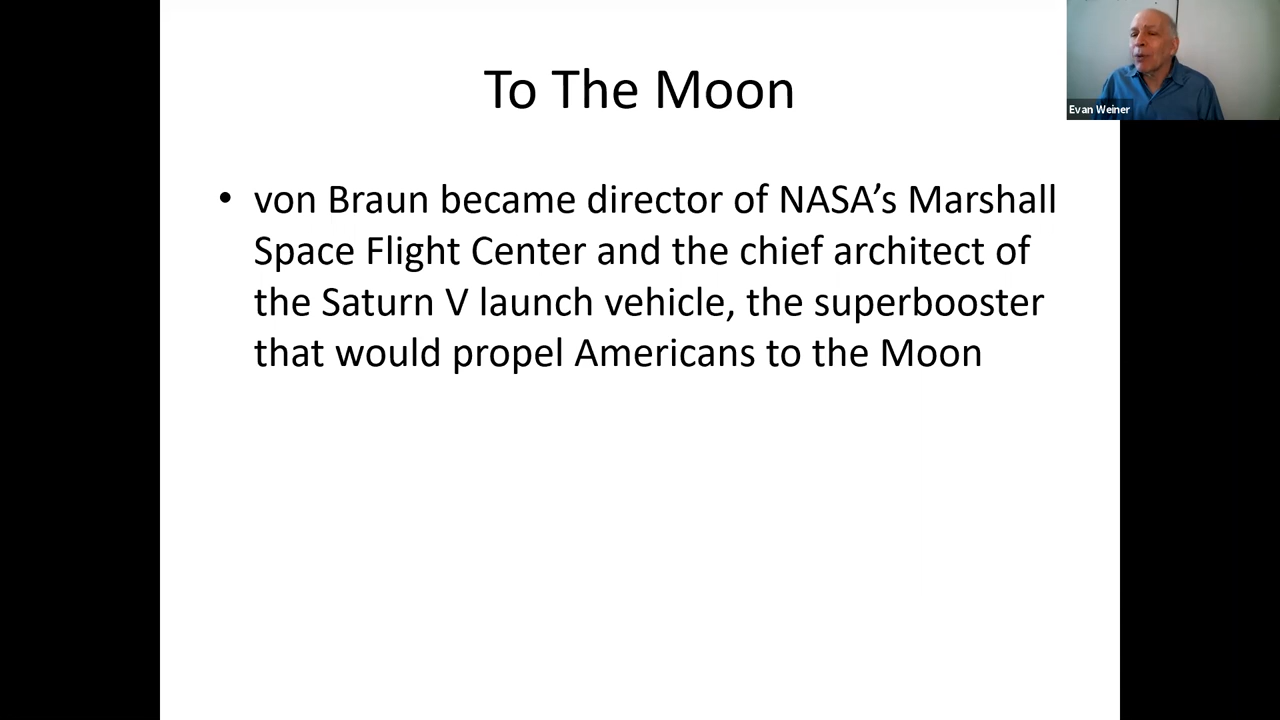 To The Moon
Evan Weiner
• von Braun became director of NASA’s Marshall
Space Flight Center and the chief architect of
the Saturn V launch vehicle, the superbooster
that would propel Americans to the Moon